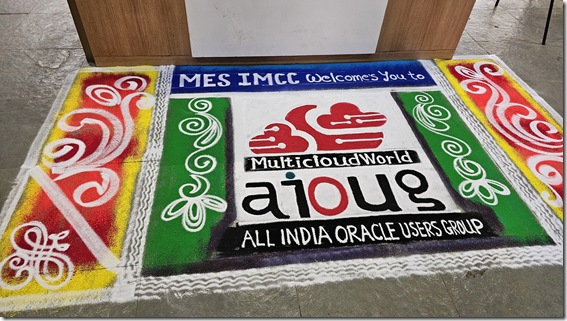 MES IMCC Welcomes You to
MulticloudWorld
aioug
ALL INDIA ORACLE USERS GROUP